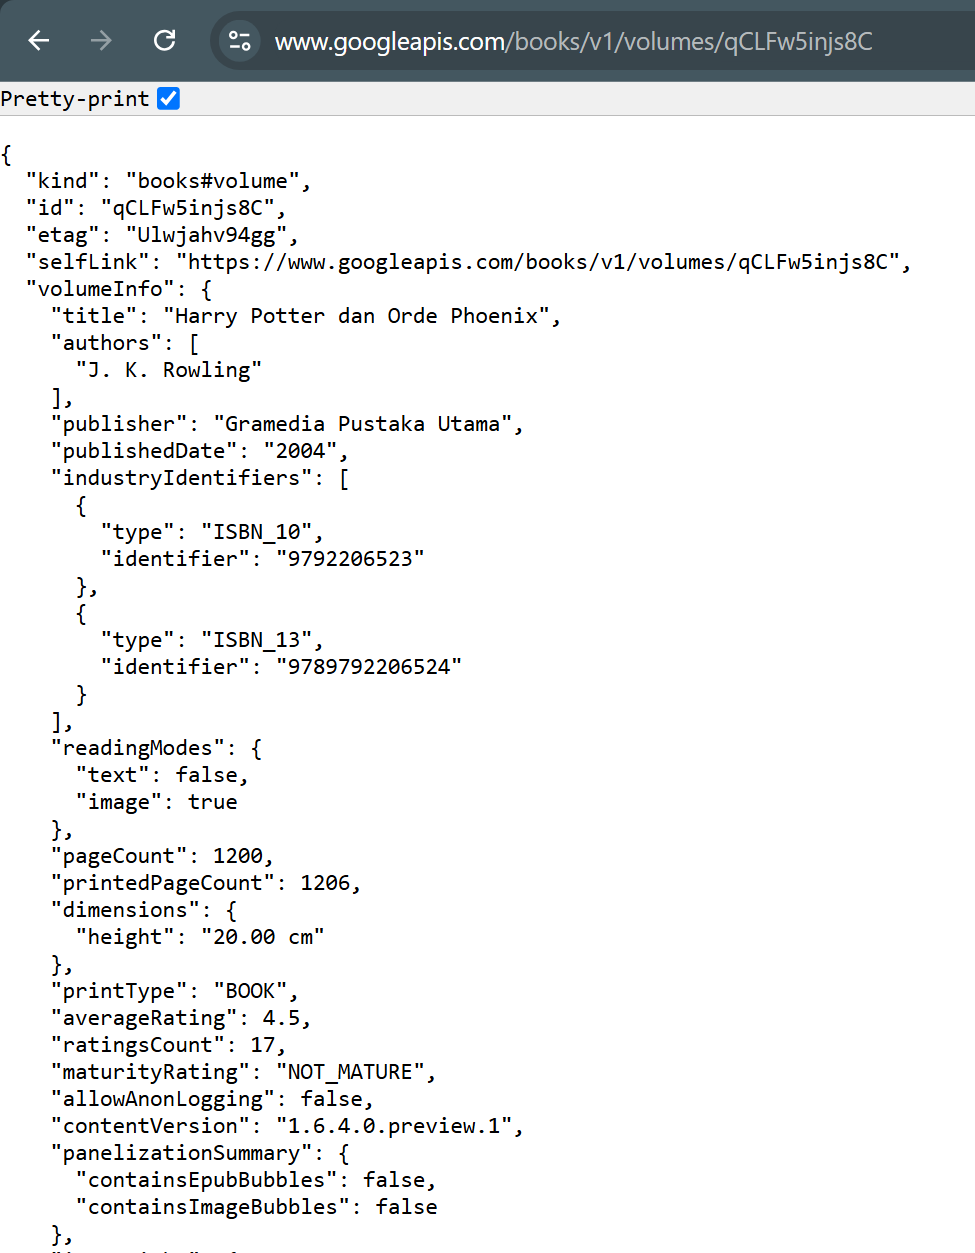 www.googleapis.com/books/v1/volumes/qCLFw5injs8C
Pretty-print
{
  "kind": "books#volume",
  "id": "qCLFw5injs8C",
  "etag": "Ulwjahv94gg",
  "selfLink": "https://www.googleapis.com/books/v1/volumes/qCLFw5injs8C",
  "volumeInfo": {
    "title": "Harry Potter dan Orde Phoenix",
    "authors": [
      "J. K. Rowling"
    ],
    "publisher": "Gramedia Pustaka Utama",
    "publishedDate": "2004",
    "industryIdentifiers": [
      {
        "type": "ISBN_10",
        "identifier": "9792206523"
      },
      {
        "type": "ISBN_13",
        "identifier": "9789792206524"
      }
    ],
    "readingModes": {
      "text": false,
      "image": true
    },
    "pageCount": 1200,
    "printedPageCount": 1206,
    "dimensions": {
      "height": "20.00 cm"
    },
    "printType": "BOOK",
    "averageRating": 4.5,
    "ratingsCount": 17,
    "maturityRating": "NOT_MATURE",
    "allowAnonLogging": false,
    "contentVersion": "1.6.4.0.preview.1",
    "panelizationSummary": {
      "containsEpubBubbles": false,
      "containsImageBubbles": false
    },